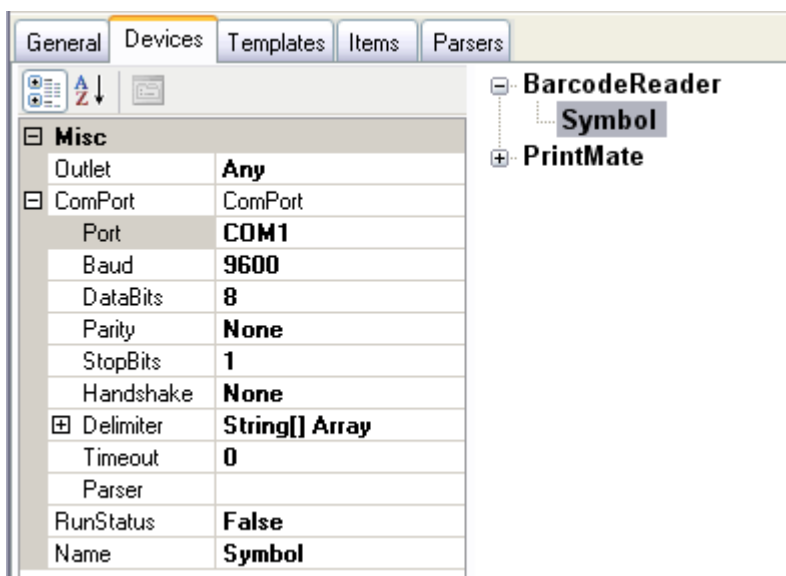 General Devices Templates Items Parsers
Misc
Outlet Any
ComPort ComPort
Port COM1
Baud 9600
DataBits 8
Parity None
StopBits 1
Handshake None
Delimiter String[] Array
Timeout 0
Parser
RunStatus False
Name Symbol
BarcodeReader
Symbol
PrintMate